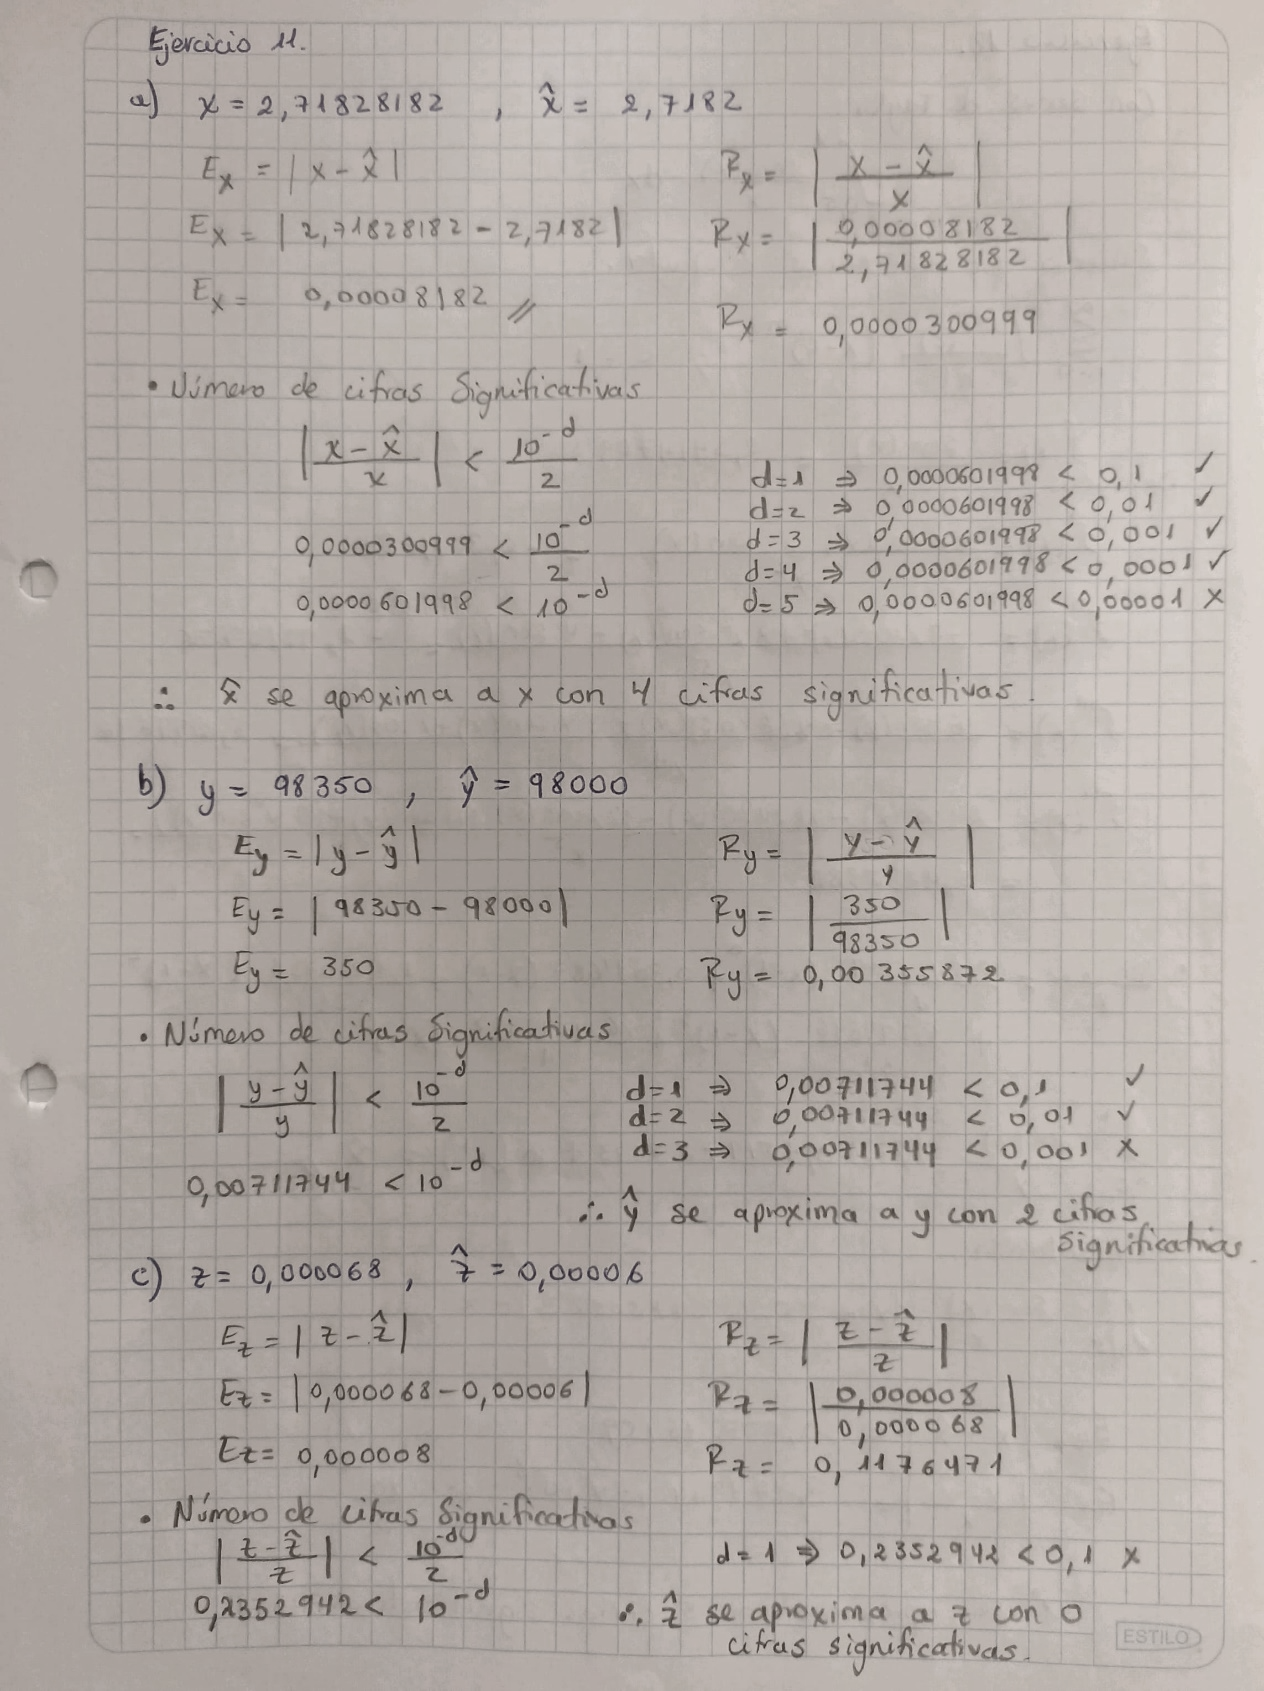 Ejercicio 11.
a) x = 2,71828182 , x̂ = 2,7182
Ex = |x - x̂|
Rx = |(x - x̂)/x|
Ex = |2,71828182 - 2,7182|
Rx = |0,00008182/2,71828182|
Ex = 0,00008182 //
Rx = 0,0000300999
• Número de cifras Significativas
|(x - x̂)/x| < 10^-d/2
0,0000300999 < 10^-d/2
0,0000601998 < 10^-d
d=1 ⇒ 0,0000601998 < 0,1 ✓
d=2 ⇒ 0,0000601998 < 0,01 ✓
d=3 ⇒ 0,0000601998 < 0,001 ✓
d=4 ⇒ 0,0000601998 < 0,0001 ✓
d=5 ⇒ 0,0000601998 < 0,00001 x
∴ x̂ se aproxima a x con 4 cifras significativas.
b) y = 98350 , ŷ = 98000
Ey = |y - ŷ|
Ry = |(y - ŷ)/y|
Ey = |98350 - 98000|
Ry = |350/98350|
Ey = 350
Ry = 0,00355872
• Número de cifras Significativas
|(y - ŷ)/y| < 10^-d/2
0,00711744 < 10^-d
d=1 ⇒ 0,00711744 < 0,1 ✓
d=2 ⇒ 0,00711744 < 0,01 ✓
d=3 ⇒ 0,00711744 < 0,001 x
∴ ŷ se aproxima a y con 2 cifras
significativas.
c) z = 0,000068 , ẑ = 0,00006
Ez = |z - ẑ|
Rz = |(z - ẑ)/z|
Ez = |0,000068 - 0,00006|
Rz = |0,000008/0,000068|
Ez = 0,000008
Rz = 0,1176471
• Número de cifras Significativas
|(z - ẑ)/z| < 10^-d/2
0,2352942 < 10^-d
d=1 ⇒ 0,2352942 < 0,1 x
∴ ẑ se aproxima a z con 0
cifras significativas.
ESTILO